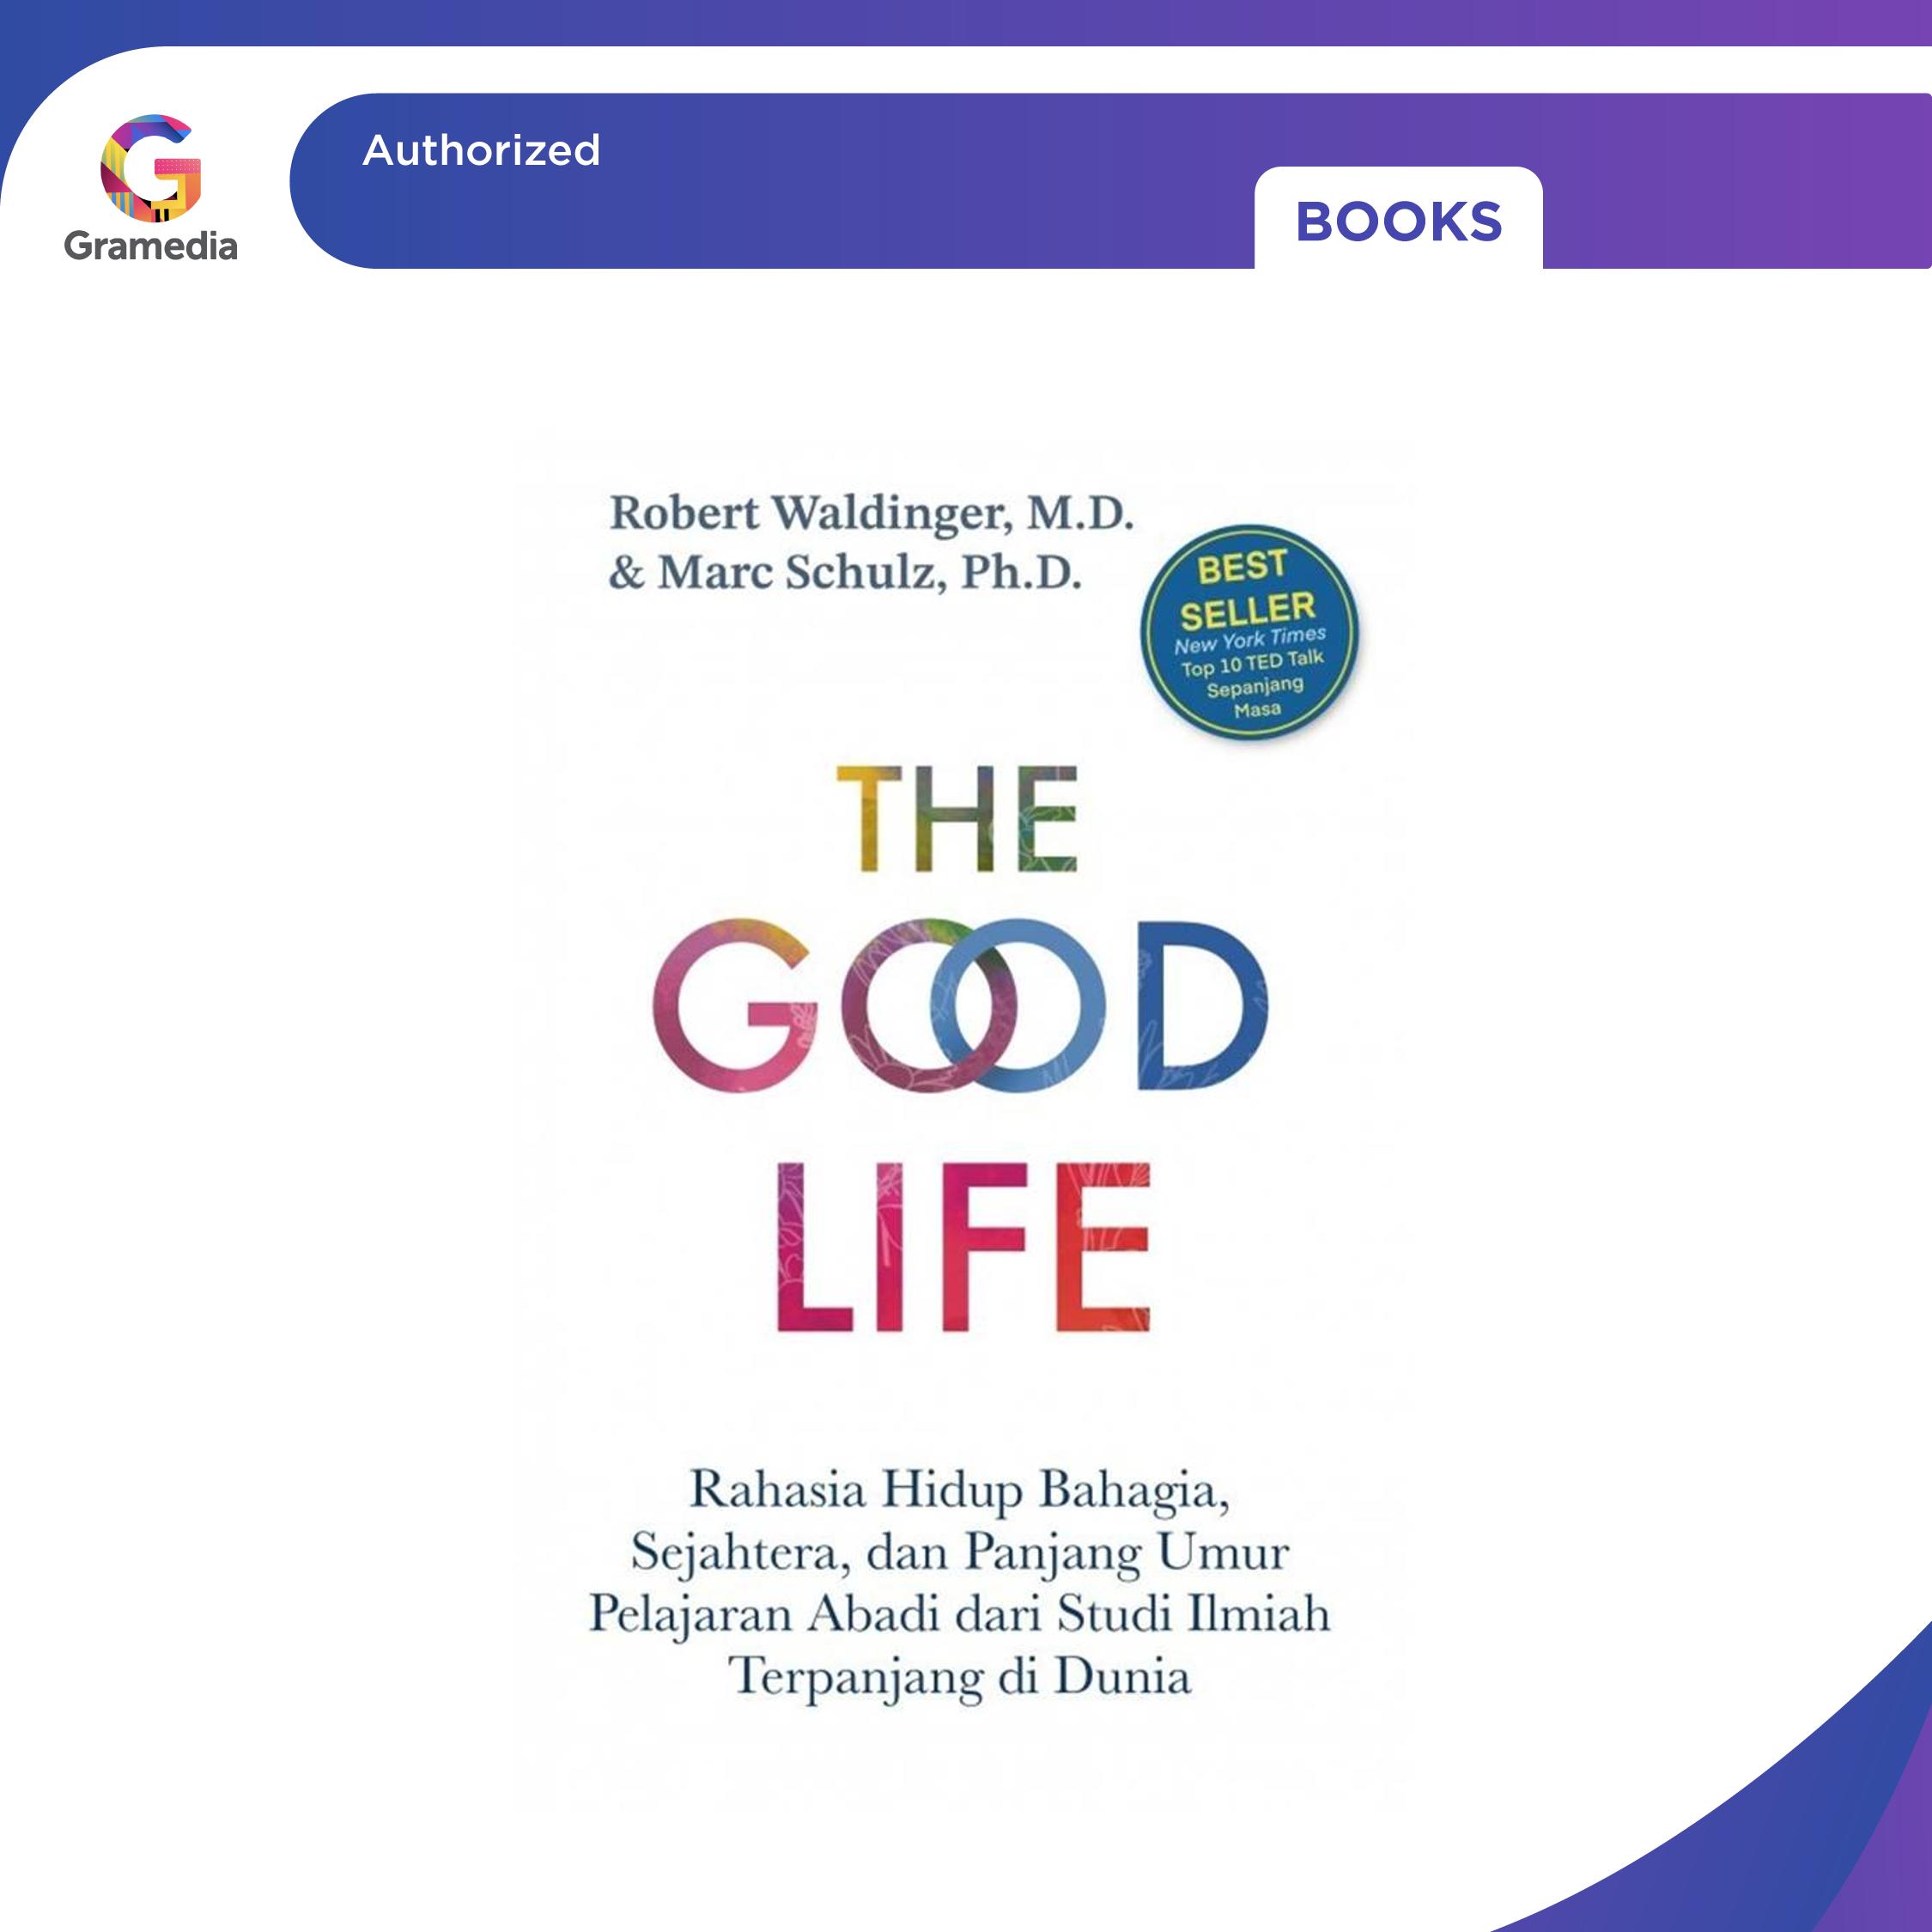 Gramedia
Authorized
BOOKS
Robert Waldinger, M.D.
& Marc Schulz, Ph.D.
BEST
SELLER
New York Times
Top 10 TED Talk
Sepanjang
Masa
THE
GOOD
LIFE
Rahasia Hidup Bahagia,
Sejahtera, dan Panjang Umur
Pelajaran Abadi dari Studi Ilmiah
Terpanjang di Dunia